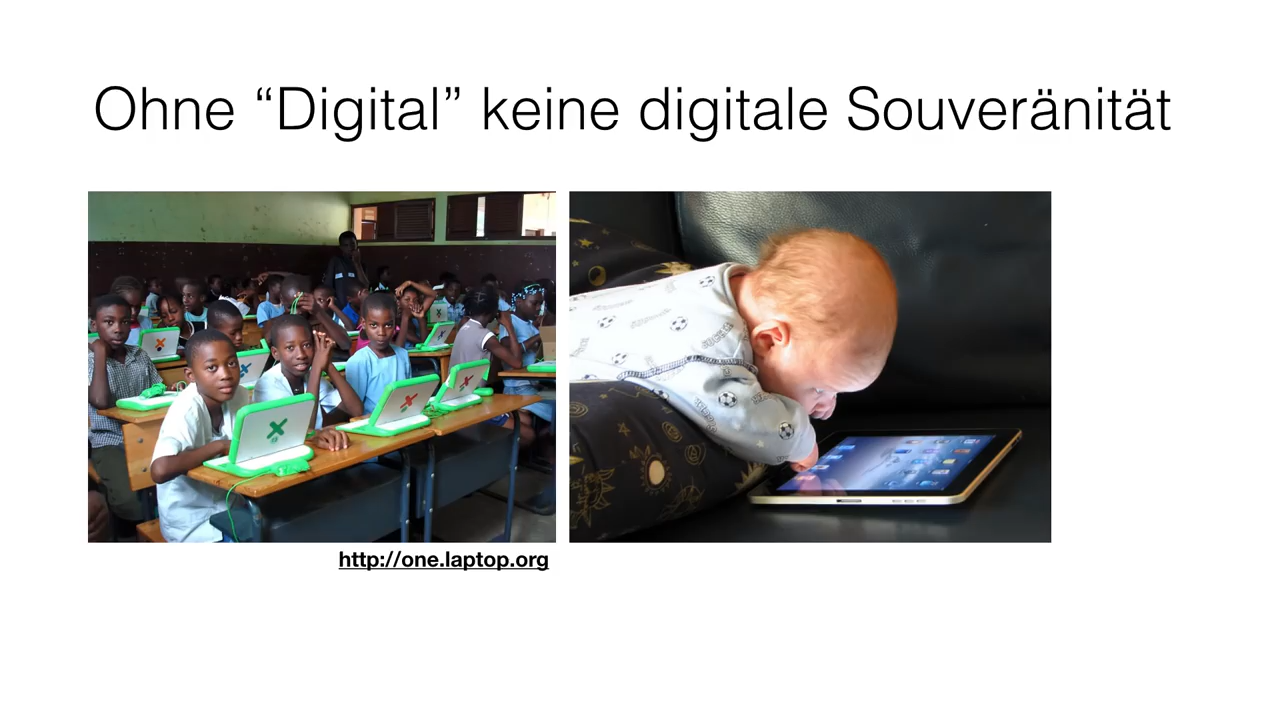 Ohne “Digital” keine digitale Souveränität
http://one.laptop.org